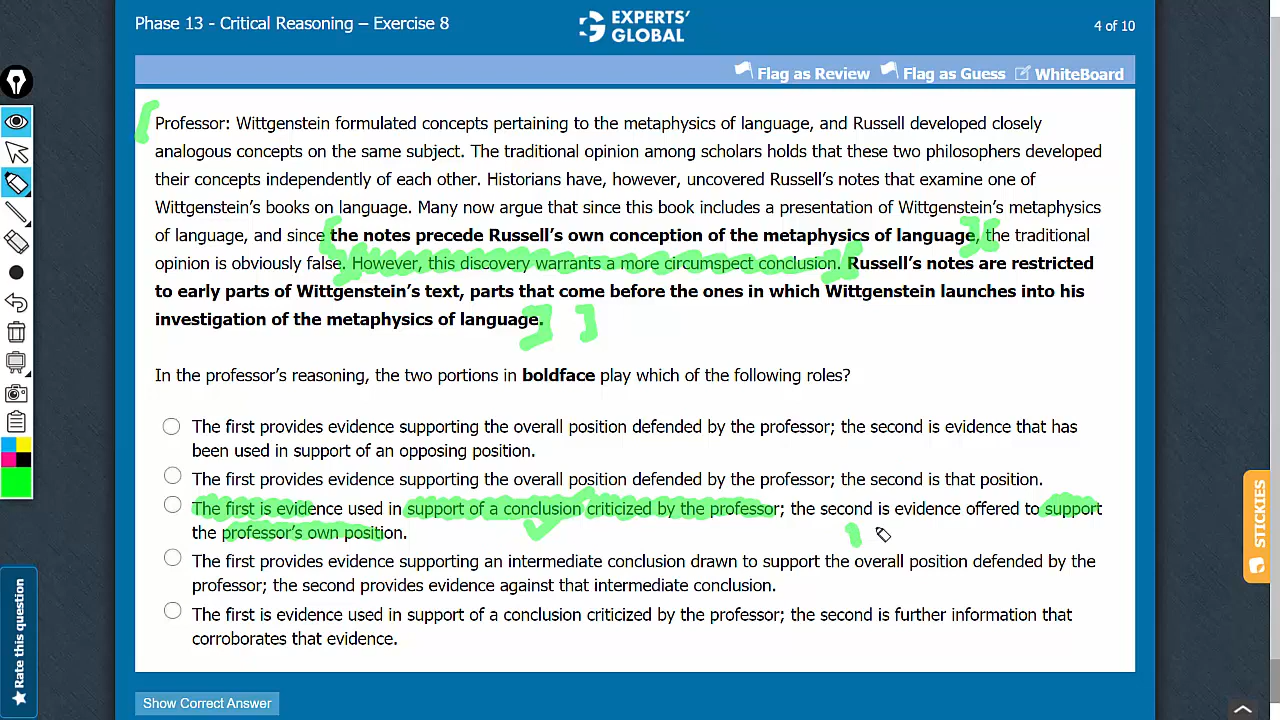 Phase 13 - Critical Reasoning – Exercise 8
EXPERTS’
GLOBAL
4 of 10
Flag as Review
Flag as Guess
WhiteBoard
Professor: Wittgenstein formulated concepts pertaining to the metaphysics of language, and Russell developed closely
analogous concepts on the same subject. The traditional opinion among scholars holds that these two philosophers developed
their concepts independently of each other. Historians have, however, uncovered Russell’s notes that examine one of
Wittgenstein’s books on language. Many now argue that since this book includes a presentation of Wittgenstein’s metaphysics
of language, and since the notes precede Russell’s own conception of the metaphysics of language, the traditional
opinion is obviously false. However, this discovery warrants a more circumspect conclusion. Russell’s notes are restricted
to early parts of Wittgenstein’s text, parts that come before the ones in which Wittgenstein launches into his
investigation of the metaphysics of language.
In the professor’s reasoning, the two portions in boldface play which of the following roles?
The first provides evidence supporting the overall position defended by the professor; the second is evidence that has
been used in support of an opposing position.
The first provides evidence supporting the overall position defended by the professor; the second is that position.
The first is evidence used in support of a conclusion criticized by the professor; the second is evidence offered to support
the professor’s own position.
The first provides evidence supporting an intermediate conclusion drawn to support the overall position defended by the
professor; the second provides evidence against that intermediate conclusion.
The first is evidence used in support of a conclusion criticized by the professor; the second is further information that
corroborates that evidence.
Show Correct Answer
Rate this question
STICKIES